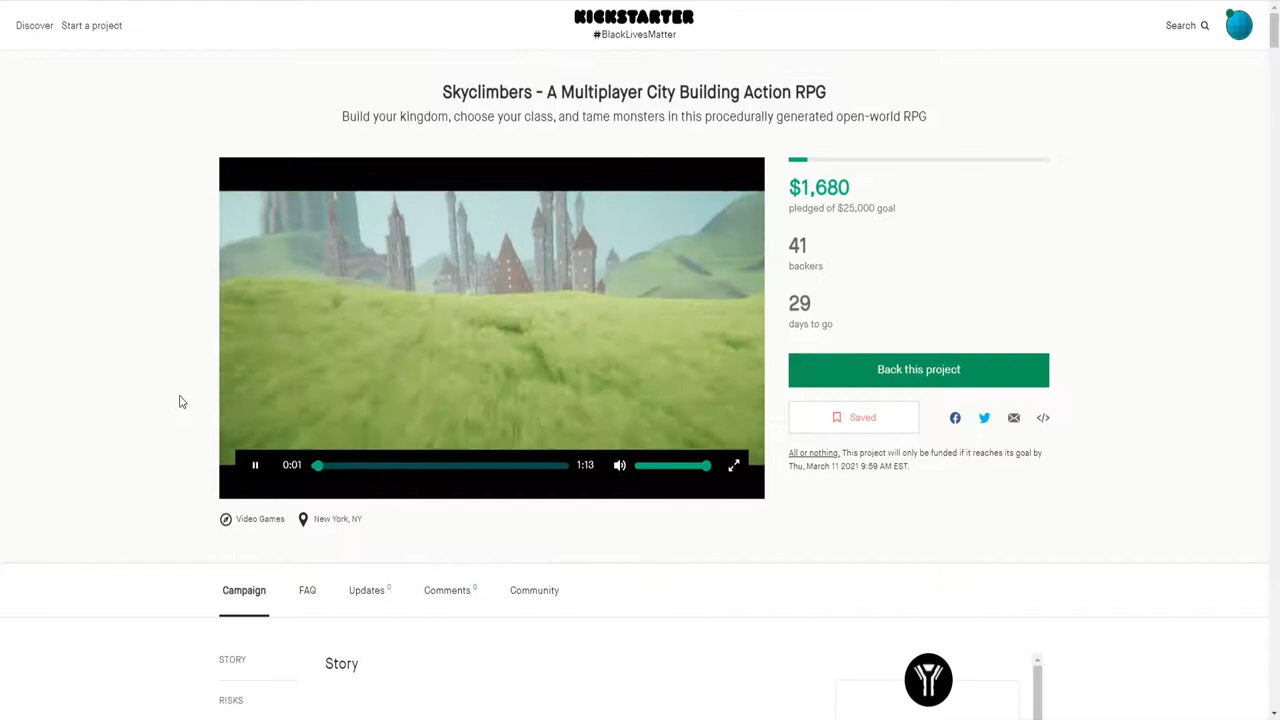 Discover Start a project
KICKSTARTER
#BlackLivesMatter
Search
Skyclimbers - A Multiplayer City Building Action RPG
Build your kingdom, choose your class, and tame monsters in this procedurally generated open-world RPG
$1,680
pledged of $25,000 goal
41
backers
29
days to go
Back this project
Saved
</>
All or nothing. This project will only be funded if it reaches its goal by
Thu, March 11 2021 9:59 AM EST.
0:01
1:13
Video Games
New York, NY
Campaign FAQ Updates 0 Comments 0 Community
STORY
RISKS
Story